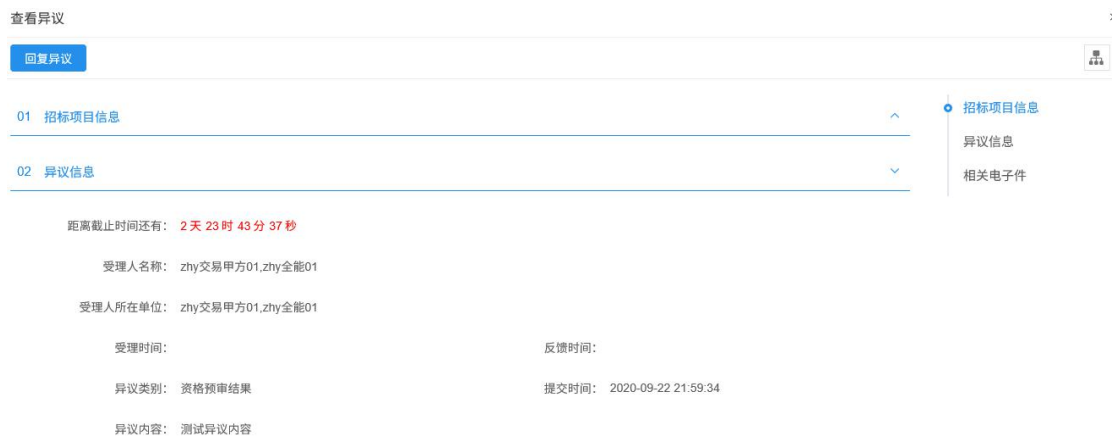 查看异议
回复异议
01 招标项目信息
招标项目信息
异议信息
相关电子件
02 异议信息
距离截止时间还有： 2 天 23 时 43 分 37 秒
受理人名称： zhy交易甲方01,zhy全能01
受理人所在单位： zhy交易甲方01,zhy全能01
受理时间： 反馈时间：
异议类别： 资格预审结果 提交时间： 2020-09-22 21:59:34
异议内容： 测试异议内容